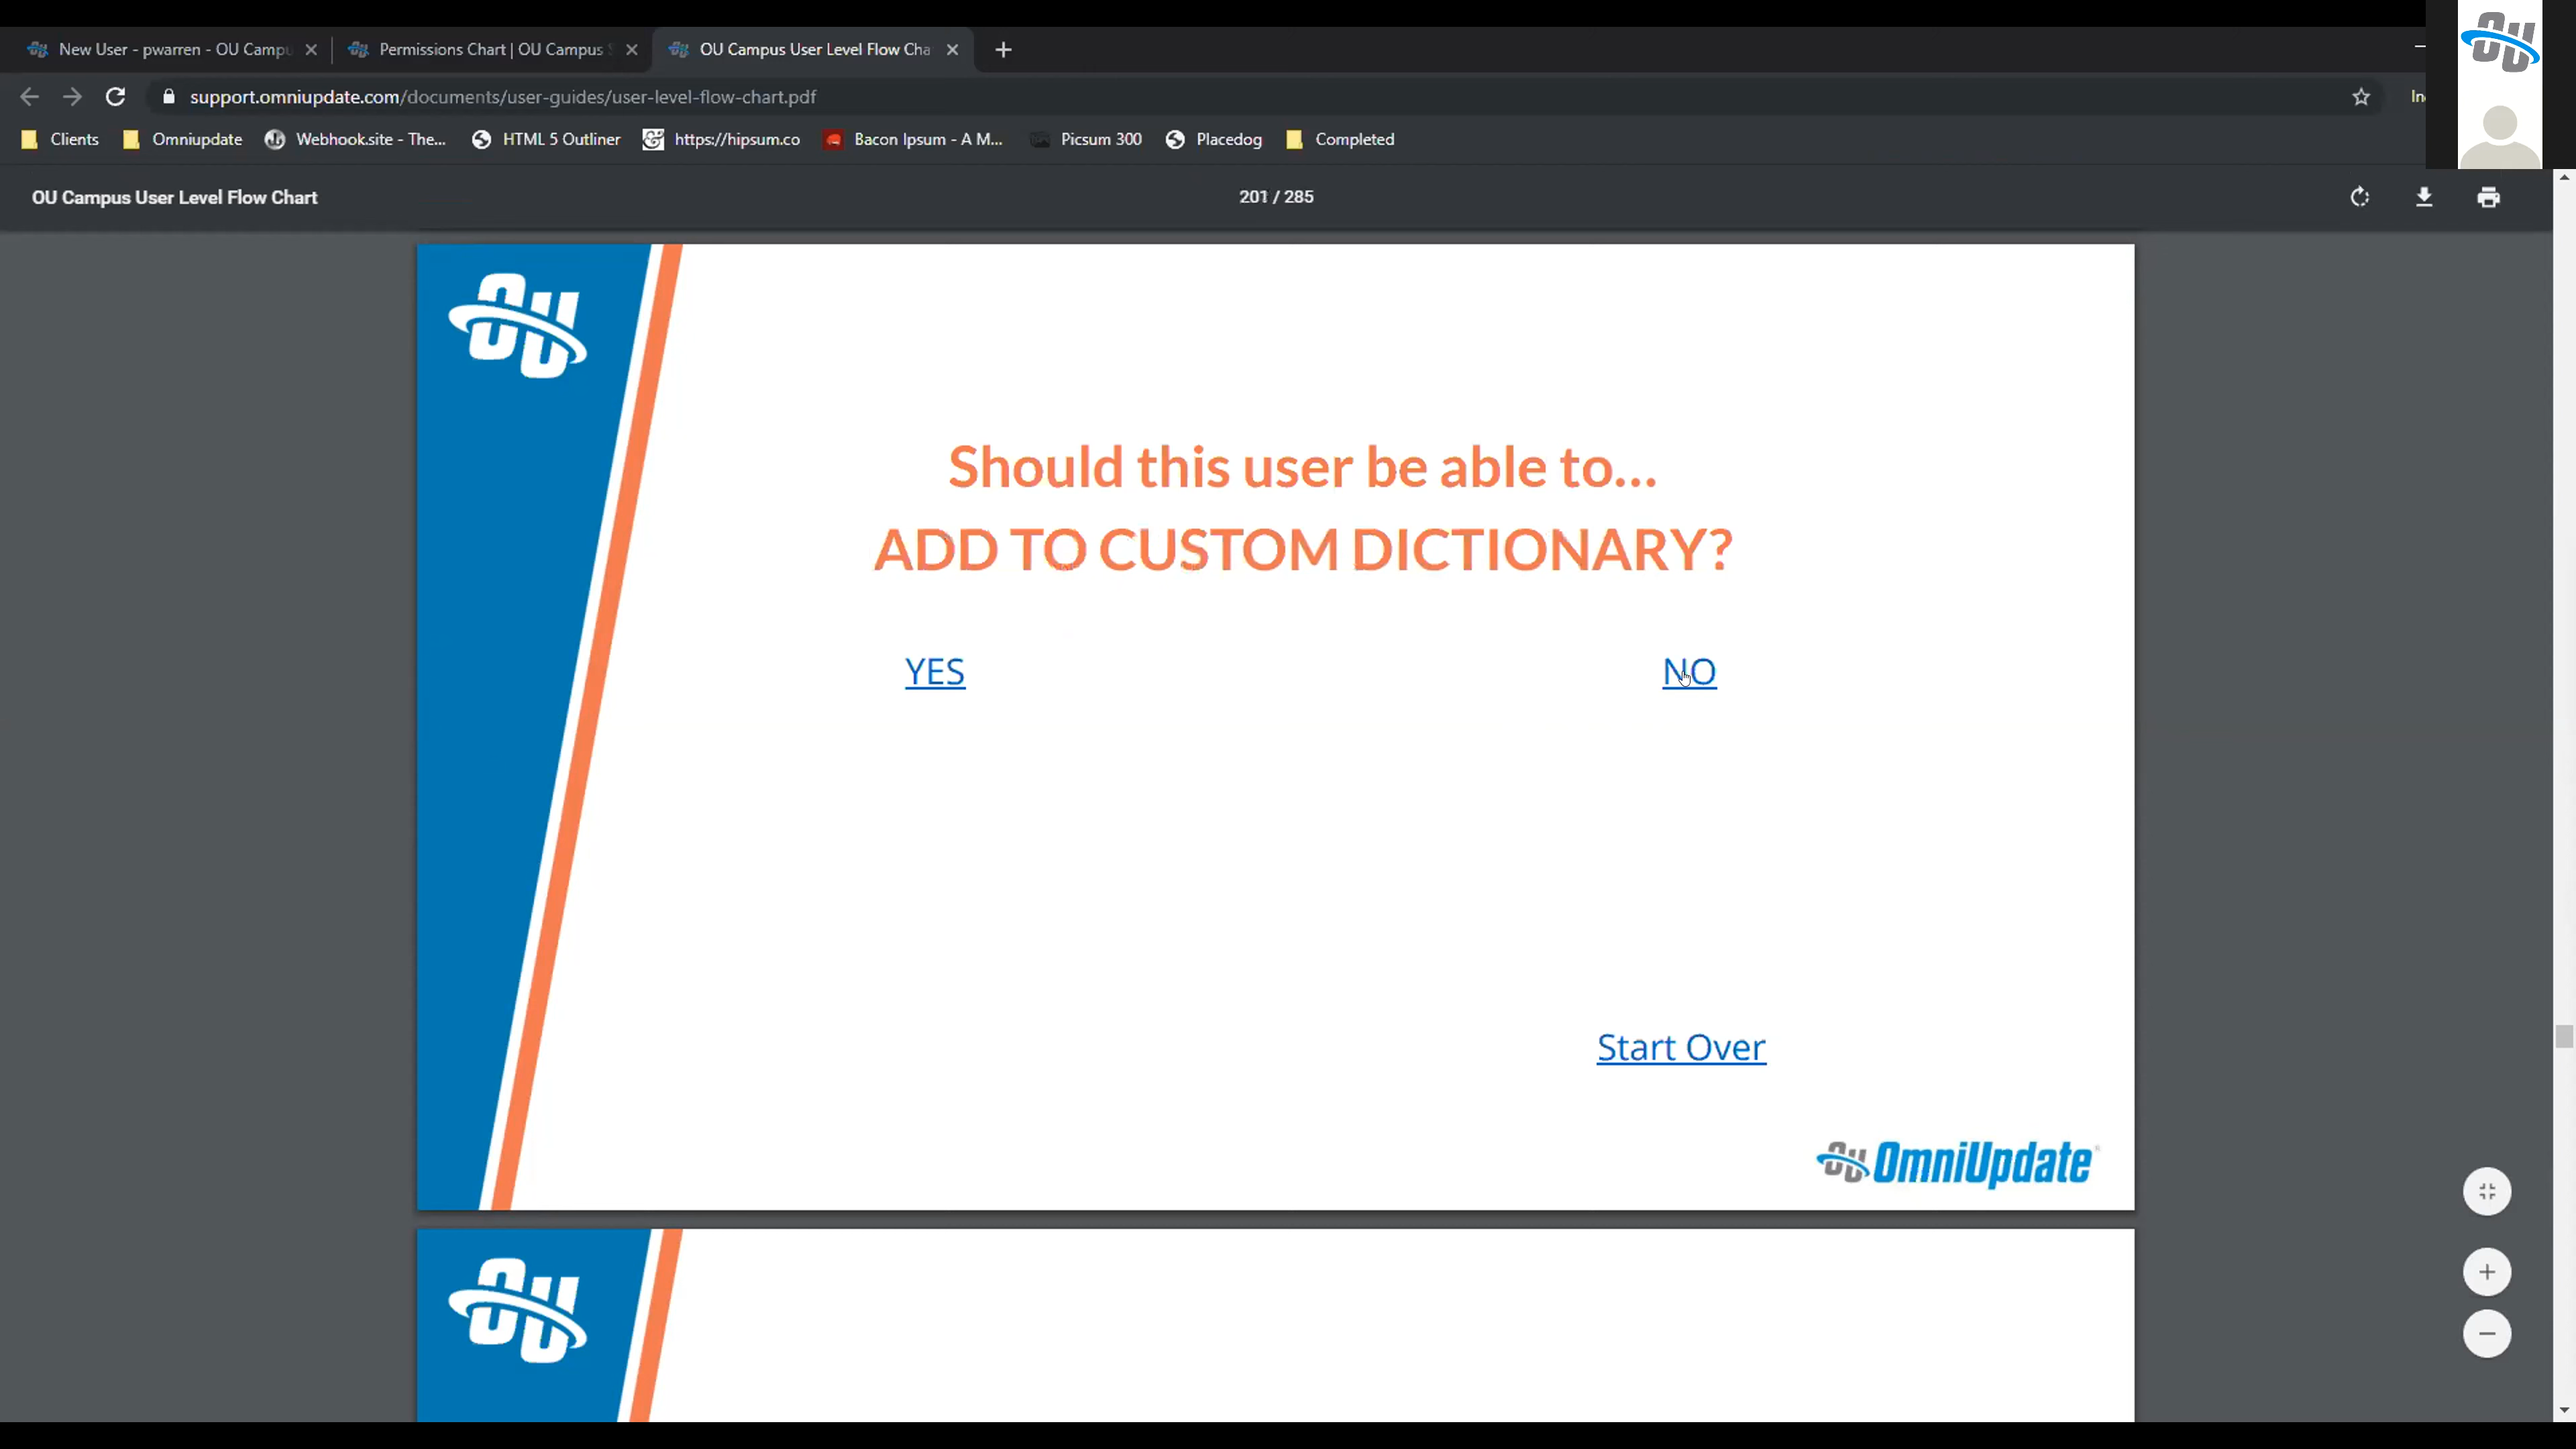 New User - pwarren - OU Campu
Permissions Chart | OU Campus S
OU Campus User Level Flow Cha
support.omniupdate.com/documents/user-guides/user-level-flow-chart.pdf
Clients
Omniupdate
Webhook.site - The...
HTML 5 Outliner
https://hipsum.co
Bacon Ipsum - A M...
Picsum 300
Placedog
Completed
OU Campus User Level Flow Chart
201 / 285
OU
Should this user be able to...
ADD TO CUSTOM DICTIONARY?
YES
NO
Start Over
OU OmniUpdate
OU